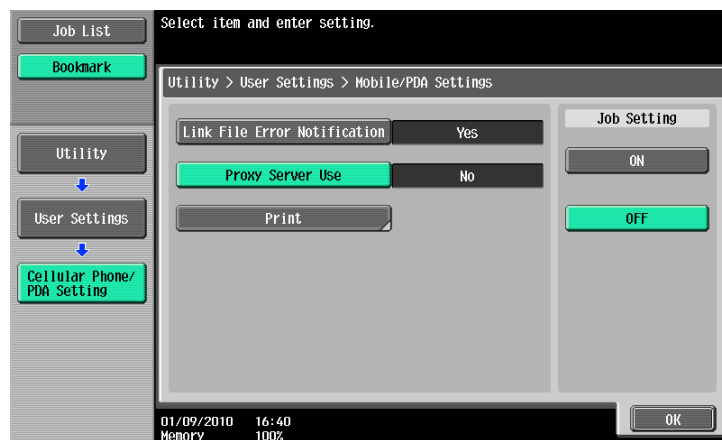 Job List
Bookmark
Utility
User Settings
Cellular Phone/
PDA Setting
Select item and enter setting.
Utility > User Settings > Mobile/PDA Settings
Link File Error Notification Yes
Proxy Server Use No
Print
Job Setting
ON
OFF
01/09/2010 16:40
Memory 100%
OK